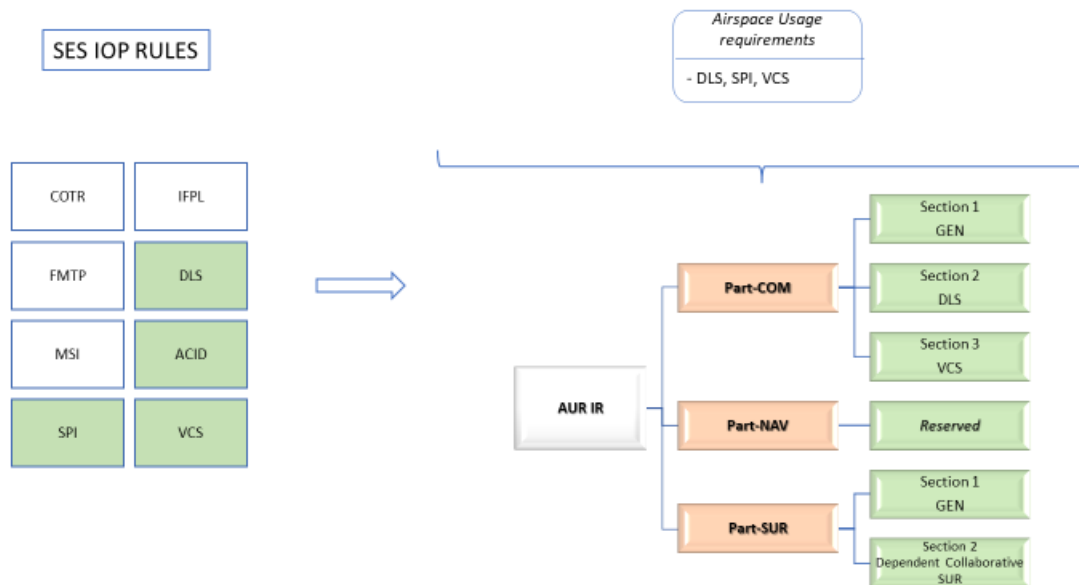 SES IOP RULES
Airspace Usage
requirements
- DLS, SPI, VCS
COTR
IFPL
FMTP
DLS
MSI
ACID
SPI
VCS
AUR IR
Part-COM
Section 1
GEN
Section 2
DLS
Section 3
VCS
Part-NAV
Reserved
Part-SUR
Section 1
GEN
Section 2
Dependent Collaborative
SUR